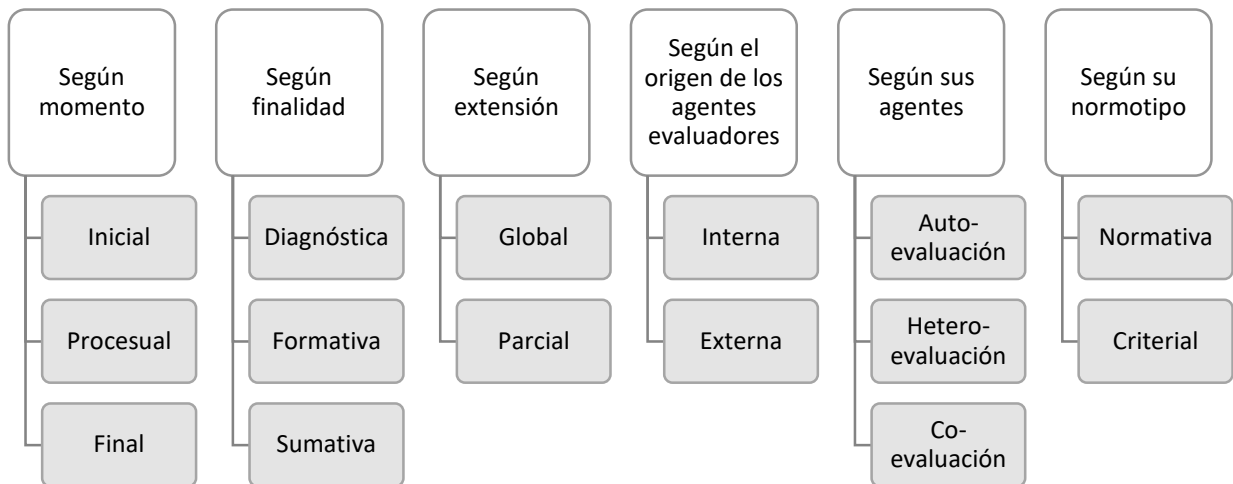 Según
momento
Inicial
Procesual
Final
Según
finalidad
Diagnóstica
Formativa
Sumativa
Según
extensión
Global
Parcial
Según el
origen de los
agentes
evaluadores
Interna
Externa
Según sus
agentes
Auto-
evaluación
Hetero-
evaluación
Co-
evaluación
Según su
normotipo
Normativa
Criterial